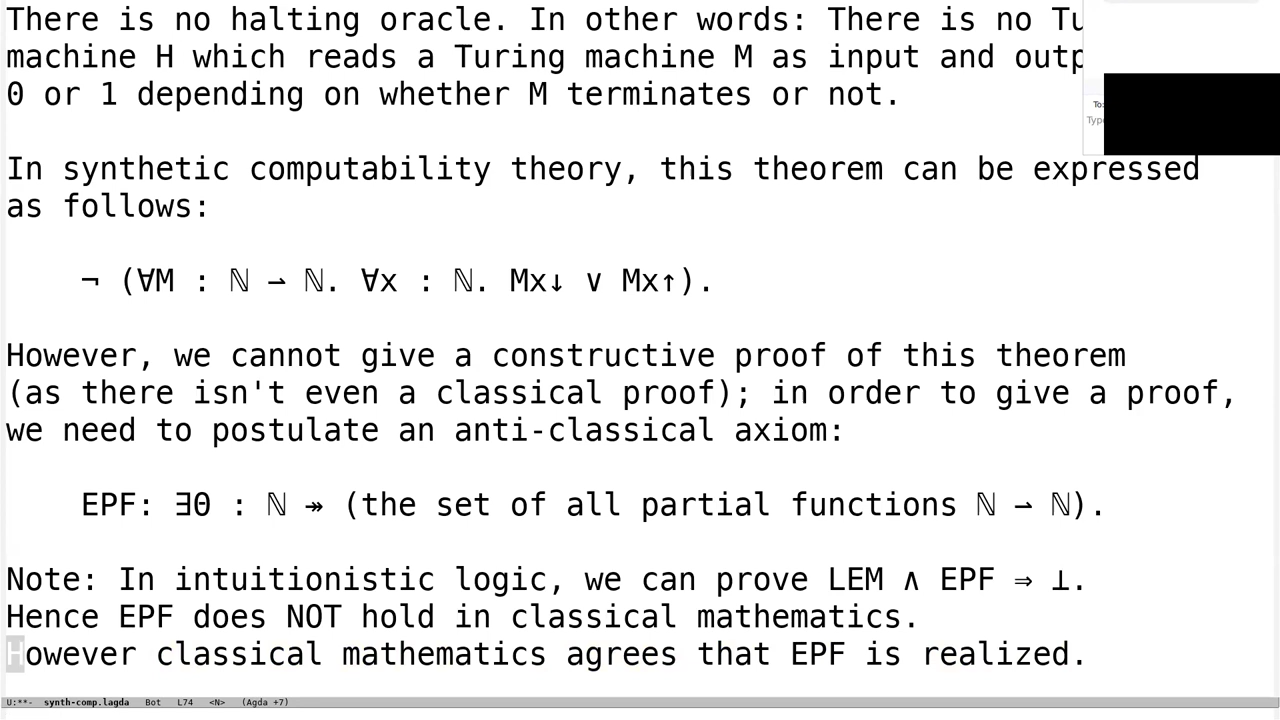 There is no halting oracle. In other words: There is no
machine H which reads a Turing machine M as input and
0 or 1 depending on whether M terminates or not.
To:
In synthetic computability theory, this theorem can be expressed
as follows:
¬ (∀M : ℕ ⇀ ℕ. ∀x : ℕ. Mx↓ ∨ Mx↑).
However, we cannot give a constructive proof of this theorem
(as there isn't even a classical proof); in order to give a proof,
we need to postulate an anti-classical axiom:
EPF: ∃Θ : ℕ ↠ (the set of all partial functions ℕ ⇀ ℕ).
Note: In intuitionistic logic, we can prove LEM ∧ EPF ⇒ ⊥.
Hence EPF does NOT hold in classical mathematics.
However classical mathematics agrees that EPF is realized.
U:**- synth-comp.lagda Bot L74 <N> (Agda +7)